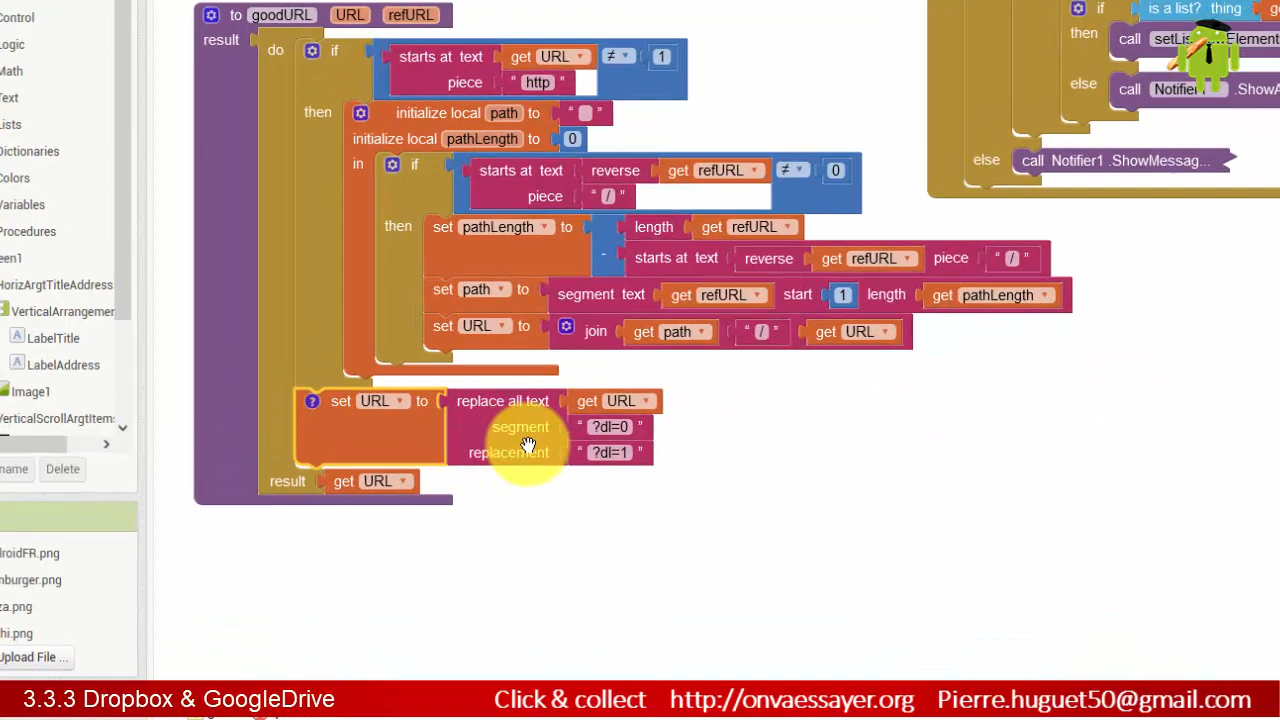 Control
Logic
Math
Text
Lists
Dictionaries
Colors
Variables
Procedures
een1
HorizArgtTitleAddress
VerticalArrangemer
LabelTitle
LabelAddress
Image1
VerticalScrollArgtItems
name Delete
droidFR.png
mburger.png
za.png
hi.png
Upload File ...
to goodURL URL refURL
result do if starts at text get URL ≠ 1
piece “ http ”
then initialize local path to “ ”
initialize local pathLength to 0
in if starts at text reverse get refURL ≠ 0
piece “ / ”
then set pathLength to length get refURL
- starts at text reverse get refURL piece “ / ”
set path to segment text get refURL start 1 length get pathLength
set URL to join get path “ / ” get URL
? set URL to replace all text get URL
segment “ ?dl=0 ”
replacement “ ?dl=1 ”
result get URL
if is a list? thing
then call
else call .ShowA
else call Notifier1 .ShowMessag...
3.3.3 Dropbox & GoogleDrive Click & collect http://onvaessayer.org Pierre.huguet50@gmail.com